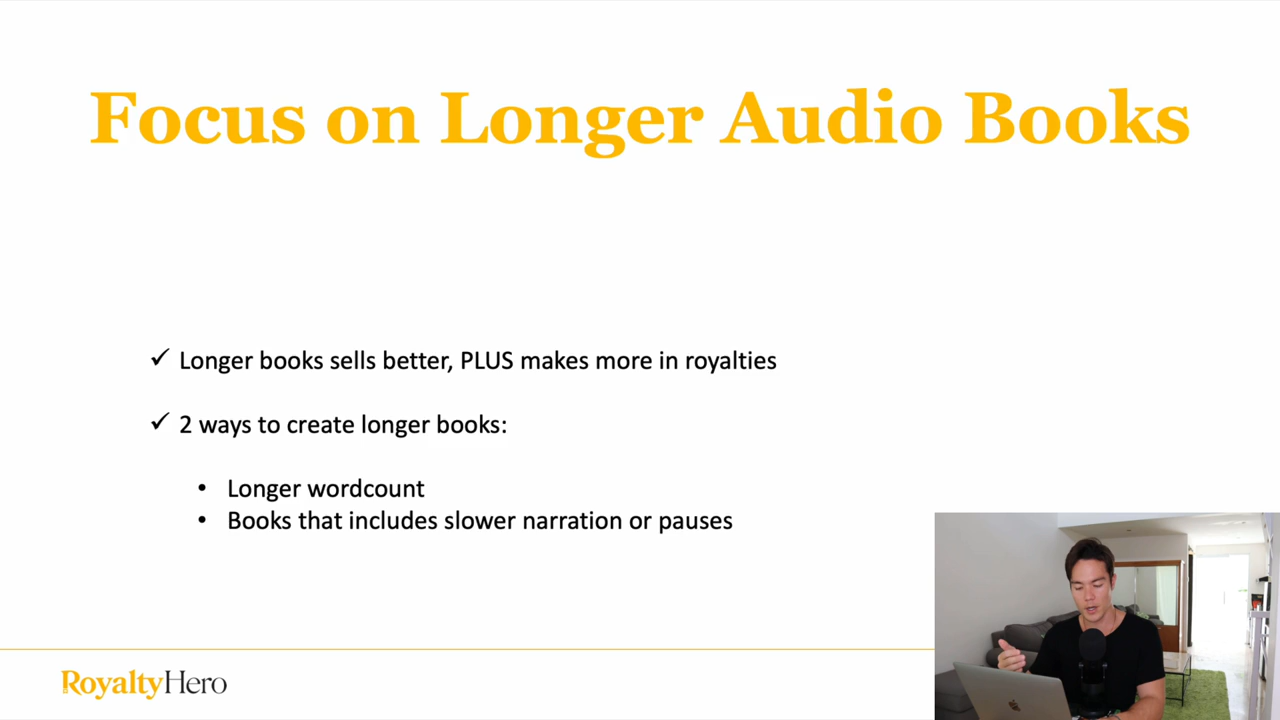 Focus on Longer Audio Books
✓ Longer books sells better, PLUS makes more in royalties
✓ 2 ways to create longer books:
• Longer wordcount
• Books that includes slower narration or pauses
RoyaltyHero